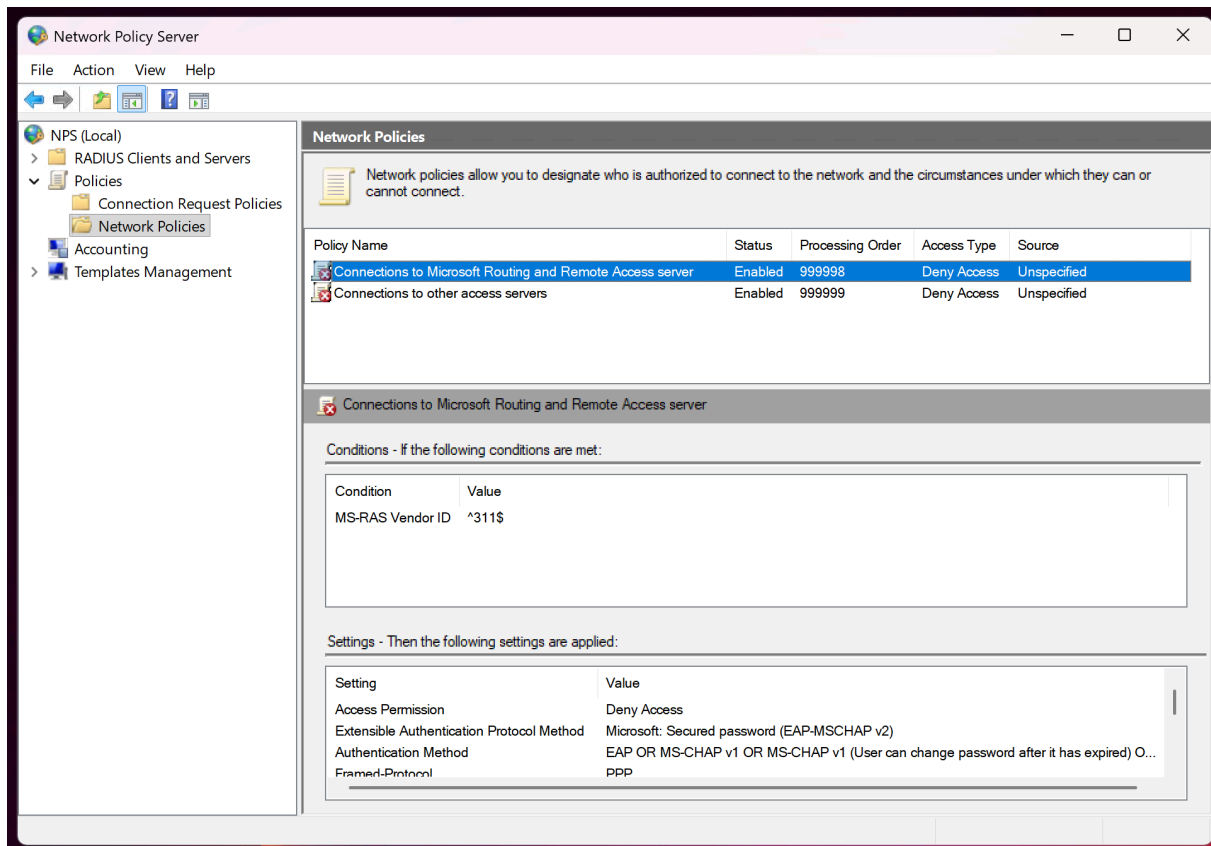 Network Policy Server
File Action View Help
NPS (Local)
RADIUS Clients and Servers
Policies
Connection Request Policies
Network Policies
Accounting
Templates Management
Network Policies
Network policies allow you to designate who is authorized to connect to the network and the circumstances under which they can or
cannot connect.
Policy Name Status Processing Order Access Type Source
Connections to Microsoft Routing and Remote Access server Enabled 999998 Deny Access Unspecified
Connections to other access servers Enabled 999999 Deny Access Unspecified
Connections to Microsoft Routing and Remote Access server
Conditions - If the following conditions are met:
Condition Value
MS-RAS Vendor ID ^311$
Settings - Then the following settings are applied:
Setting Value
Access Permission Deny Access
Extensible Authentication Protocol Method Microsoft: Secured password (EAP-MSCHAP v2)
Authentication Method EAP OR MS-CHAP v1 OR MS-CHAP v1 (User can change password after it has expired) O...
Framed-Protocol PPP